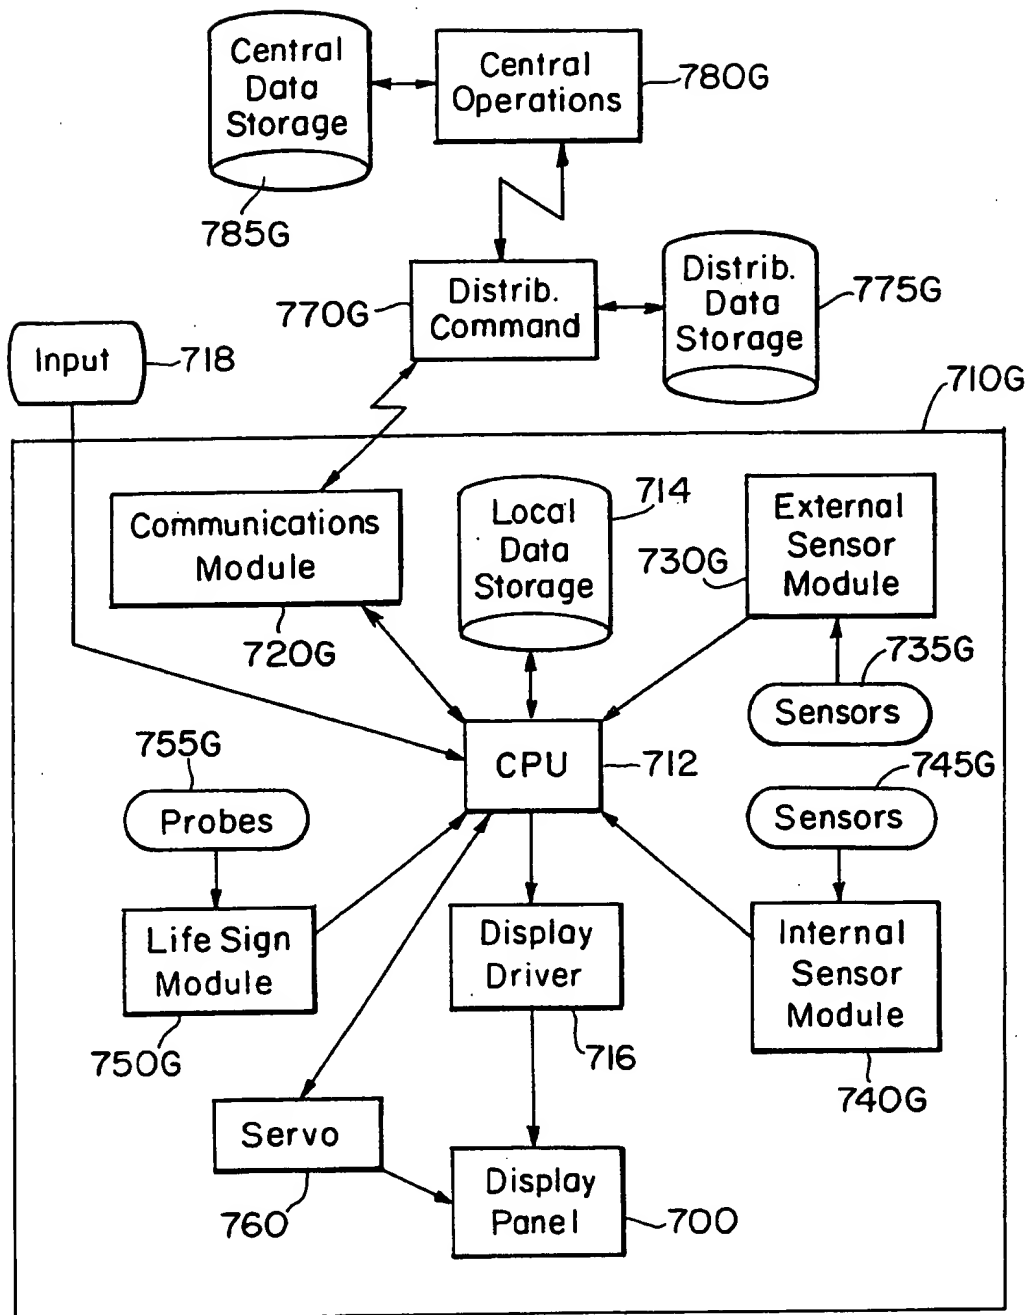 Central
Data
Storage
785G
Central
Operations
780G
Distrib.
Command
770G
Distrib.
Data
Storage
775G
Input
718
710G
Communications
Module
720G
Local
Data
Storage
714
External
Sensor
Module
730G
735G
Sensors
CPU
712
755G
Probes
745G
Sensors
Life Sign
Module
750G
Display
Driver
716
Internal
Sensor
Module
740G
Servo
760
Display
Panel
700